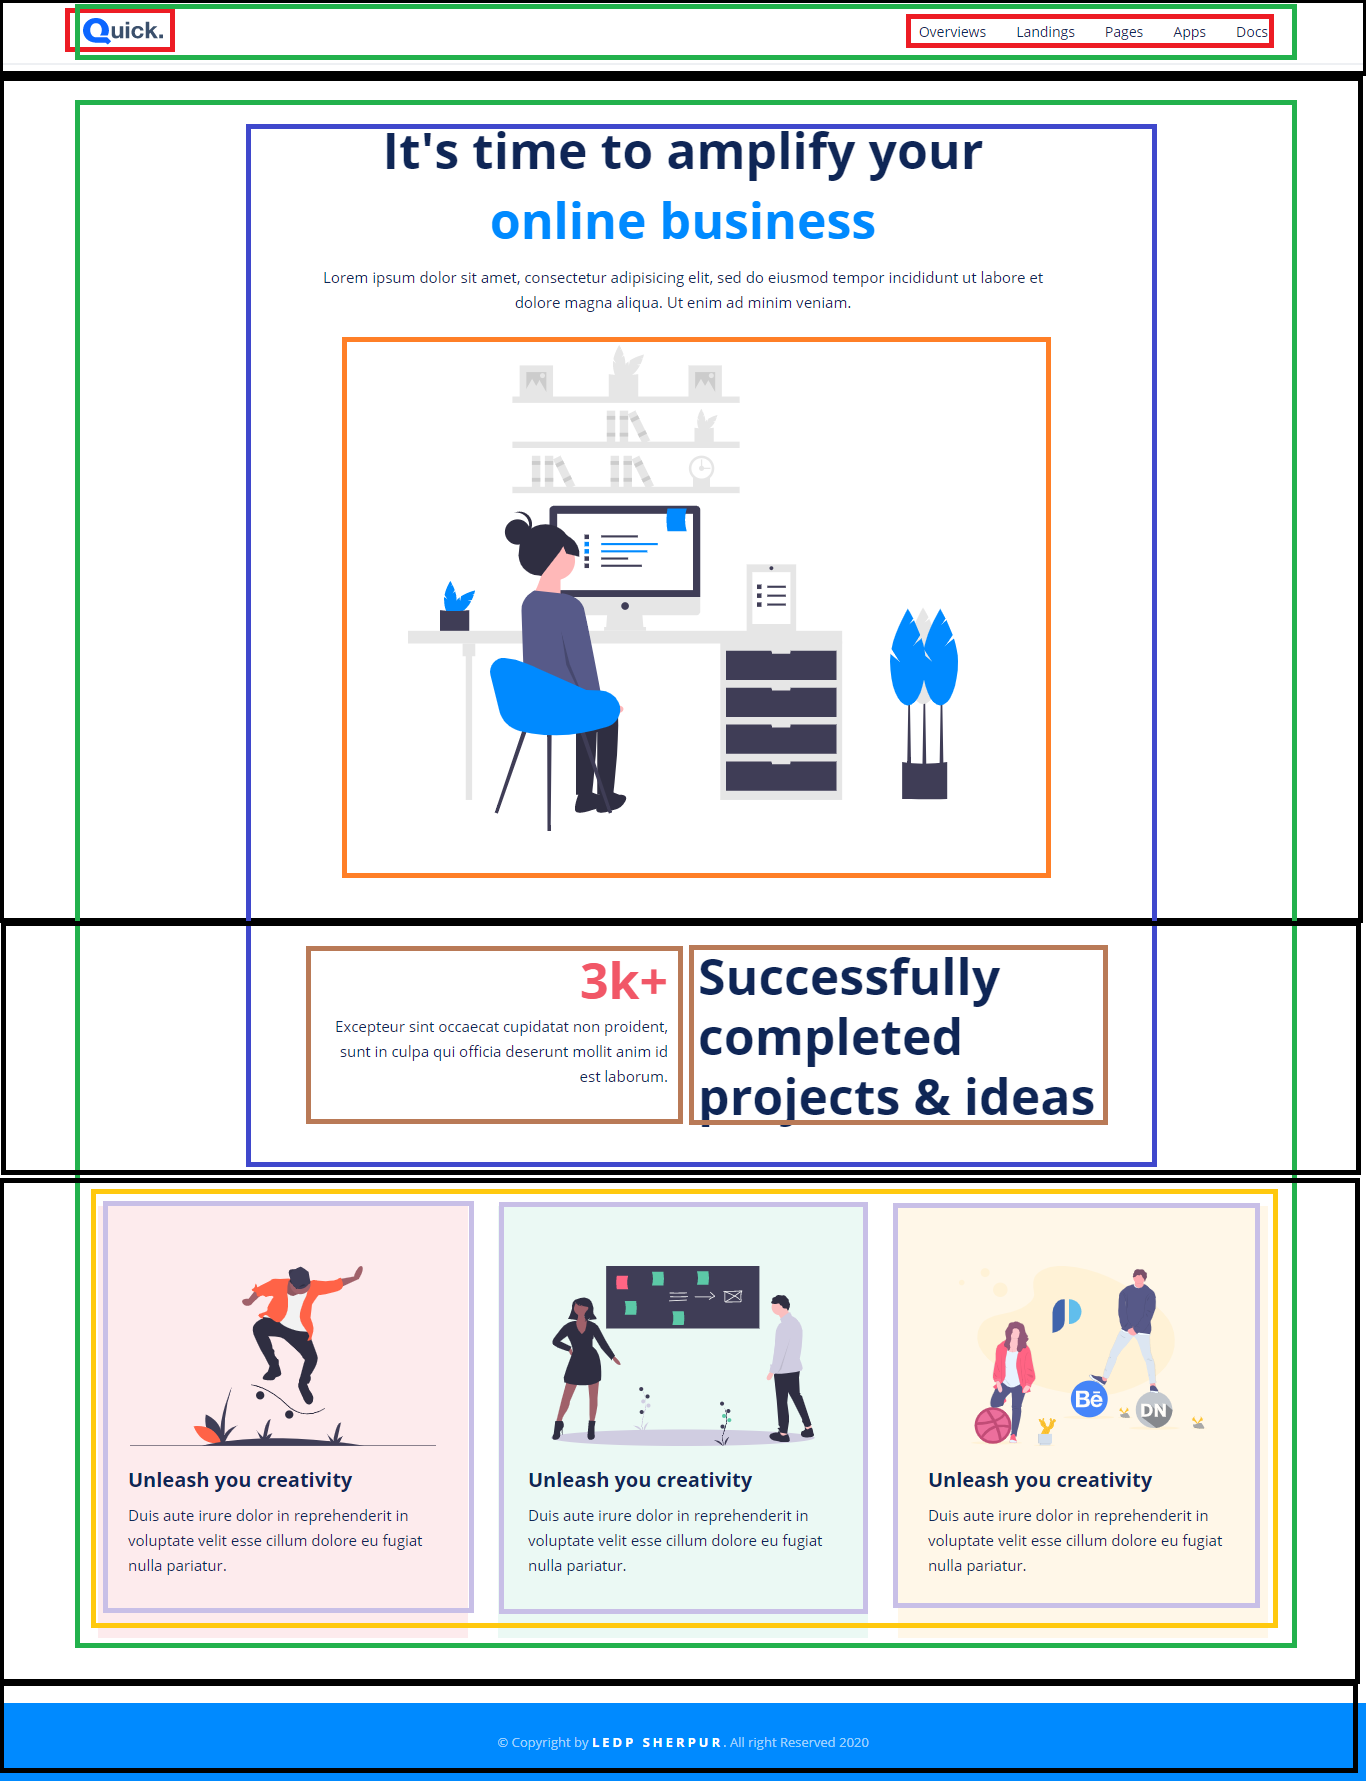 Quick.
Overviews Landings Pages Apps Docs
It's time to amplify your
online business
Lorem ipsum dolor sit amet, consectetur adipisicing elit, sed do eiusmod tempor incididunt ut labore et
dolore magna aliqua. Ut enim ad minim veniam.
3k+
Excepteur sint occaecat cupidatat non proident,
sunt in culpa qui officia deserunt mollit anim id
est laborum.
Successfully
completed
projects & ideas
Unleash you creativity
Duis aute irure dolor in reprehenderit in
voluptate velit esse cillum dolore eu fugiat
nulla pariatur.
Unleash you creativity
Duis aute irure dolor in reprehenderit in
voluptate velit esse cillum dolore eu fugiat
nulla pariatur.
Bē
DN
Unleash you creativity
Duis aute irure dolor in reprehenderit in
voluptate velit esse cillum dolore eu fugiat
nulla pariatur.
© Copyright by LEDP SHERPUR. All right Reserved 2020